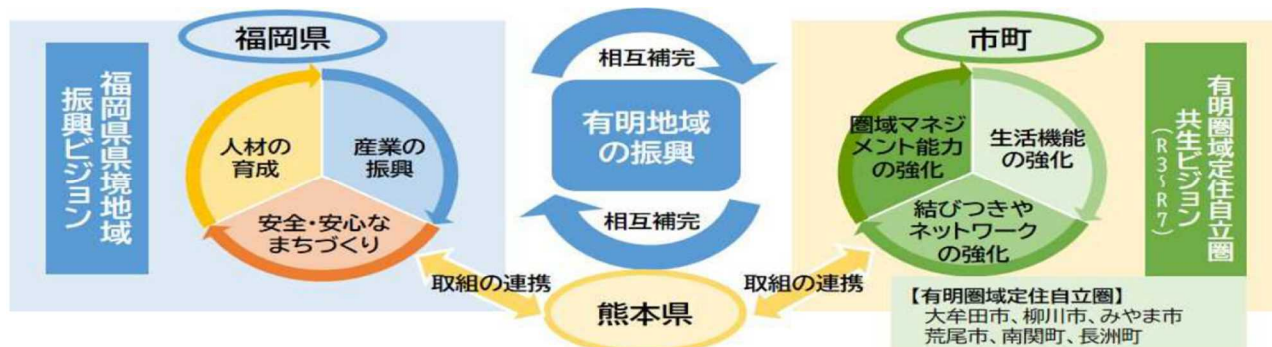 福岡県
福岡県県境地域
振興ビジョン
人材の
育成
産業の
振興
安全・安心な
まちづくり
相互補完
有明地域
の振興
相互補完
取組の連携
熊本県
取組の連携
市町
圏域マネジ
メント能力
の強化
生活機能
の強化
結びつきや
ネットワーク
の強化
有明圏域定住自立圏
共生ビジョン
(R3~R7)
【有明圏域定住自立圏】
大牟田市、柳川市、みやま市
荒尾市、南関町、長洲町